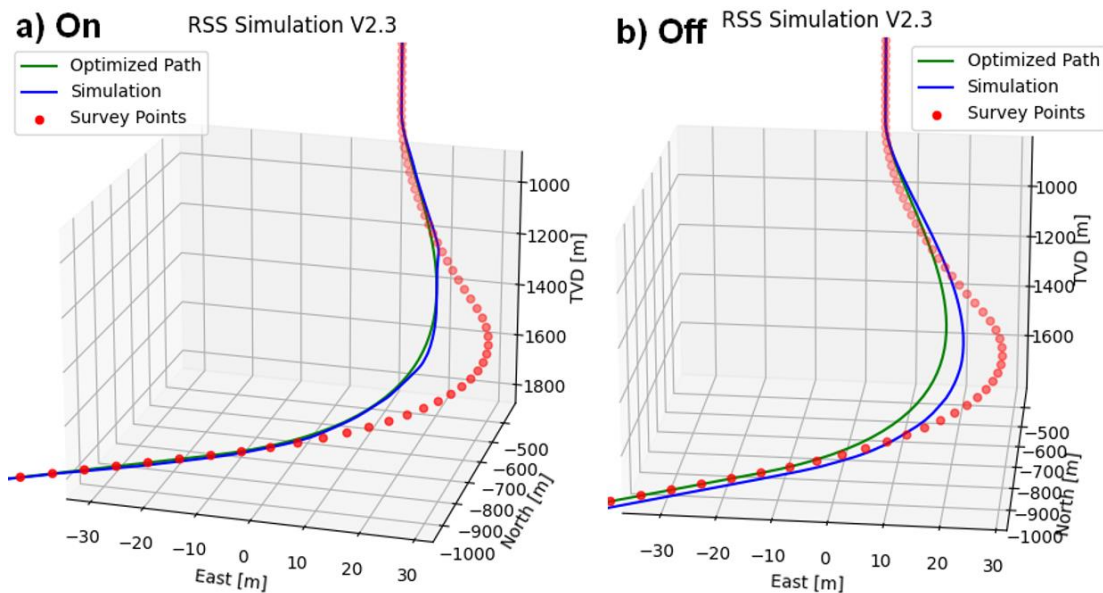 a) On
RSS Simulation V2.3
Optimized Path
Simulation
Survey Points
1000
1200
1400
1600
1800
TVD [m]
−500
−600
−700
−800
−900
−1000
North [m]
−30
−20
−10
0
10
20
30
East [m]
b) Off
RSS Simulation V2.3
Optimized Path
Simulation
Survey Points
1000
1200
1400
1600
TVD [m]
−500
−600
−700
−800
−900
−1000
North [m]
−30
−20
−10
0
10
20
30
East [m]